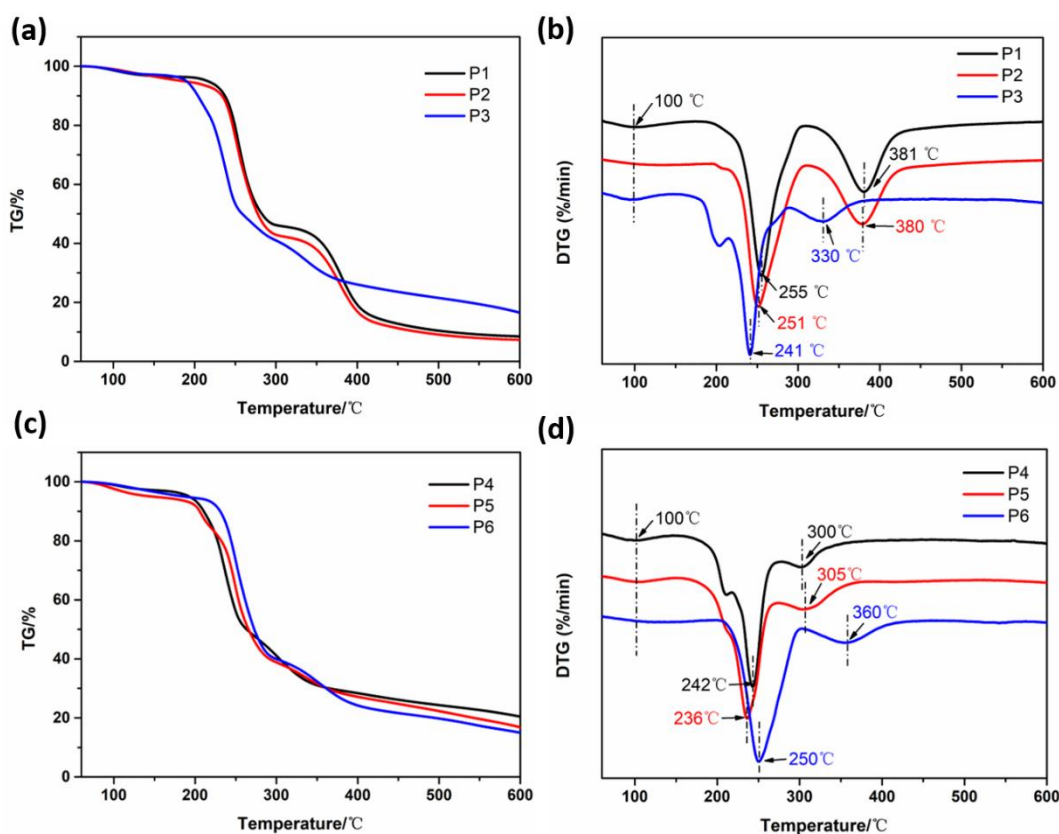 (a)
TG/%
100
80
60
40
20
0
100
200
300
400
500
600
Temperature/℃
P1
P2
P3
(b)
DTG (%/min)
P1
P2
P3
100 ℃
381 ℃
380 ℃
330 ℃
255 ℃
251 ℃
241 ℃
100
200
300
400
500
600
Temperature/℃
(c)
TG/%
100
80
60
40
20
0
100
200
300
400
500
600
Temperature/℃
P4
P5
P6
(d)
DTG (%/min)
P4
P5
P6
100℃
300℃
305℃
360℃
242℃
236℃
250℃
100
200
300
400
500
600
Temperature/℃